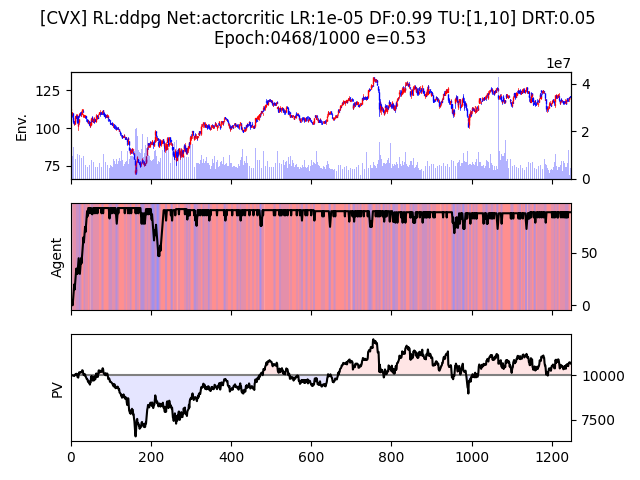 [CVX] RL:ddpg Net:actorcritic LR:1e-05 DF:0.99 TU:[1,10] DRT:0.05
Epoch:0468/1000 e=0.53
1e7
125
100
75
Env.
4
2
0
Agent
50
0
PV
10000
7500
0 200 400 600 800 1000 1200